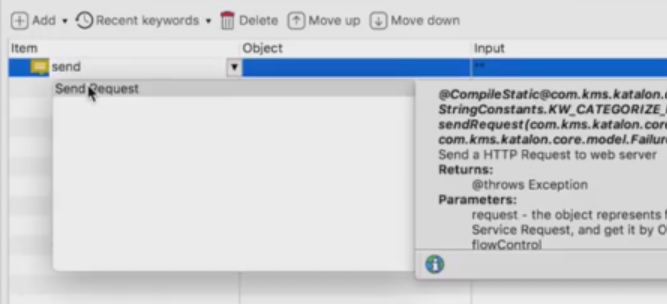 Add Recent keywords Delete Move up Move down
Item Object Input
send ""
Send Request
@CompileStatic@com.kms.katalon.
StringConstants.KW_CATEGORIZE_
sendRequest(com.kms.katalon.core
com.kms.katalon.core.model.Failur
Send a HTTP Request to web server
Returns:
@throws Exception
Parameters:
request - the object represents
Service Request, and get it by O
flowControl